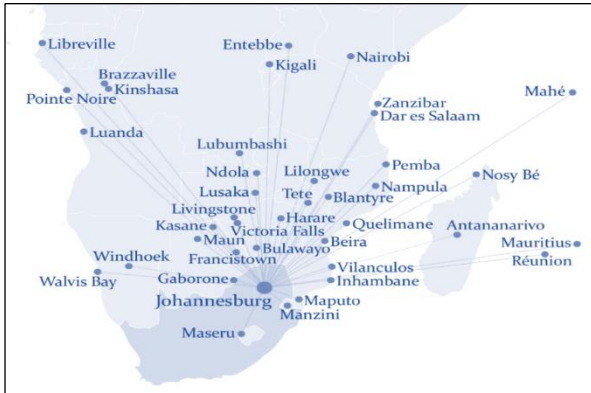 Libreville
Entebbe
Nairobi
Kigali
Brazzaville
Kinshasa
Mahé
Pointe Noire
Zanzibar
Dar es Salaam
Luanda
Lubumbashi
Pemba
Ndola
Lilongwe
Nosy Bé
Lusaka
Tete
Nampula
Blantyre
Livingstone
Harare
Quelimane
Kasane
Victoria Falls
Antananarivo
Maun
Bulawayo
Beira
Mauritius
Windhoek
Francistown
Réunion
Walvis Bay
Gaborone
Vilanculos
Inhambane
Johannesburg
Maputo
Manzini
Maseru